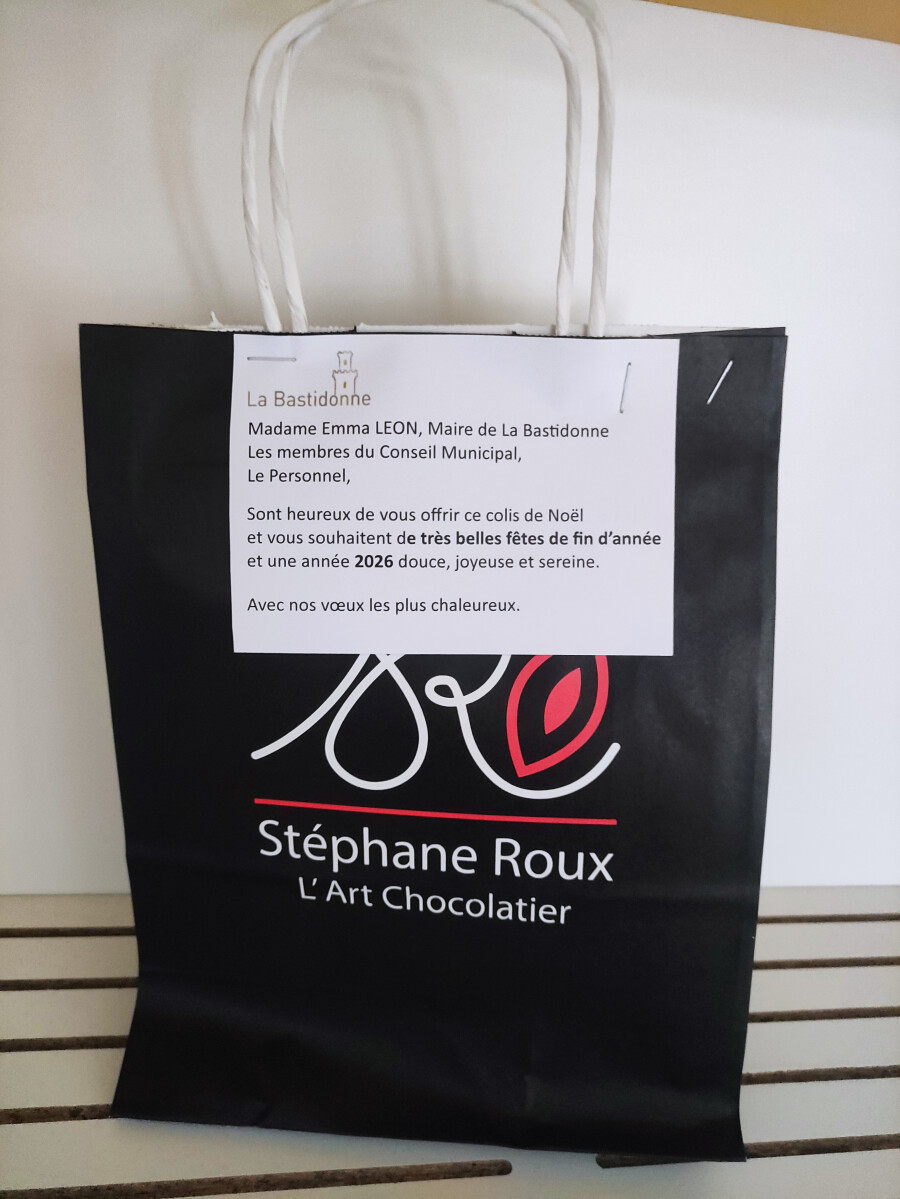 La Bastidonne
Madame Emma LEON, Maire de La Bastidonne
Les membres du Conseil Municipal,
Le Personnel,
Sont heureux de vous offrir ce colis de Noël
et vous souhaitent de très belles fêtes de fin d’année
et une année 2026 douce, joyeuse et sereine.
Avec nos vœux les plus chaleureux.
Stéphane Roux
L’Art Chocolatier